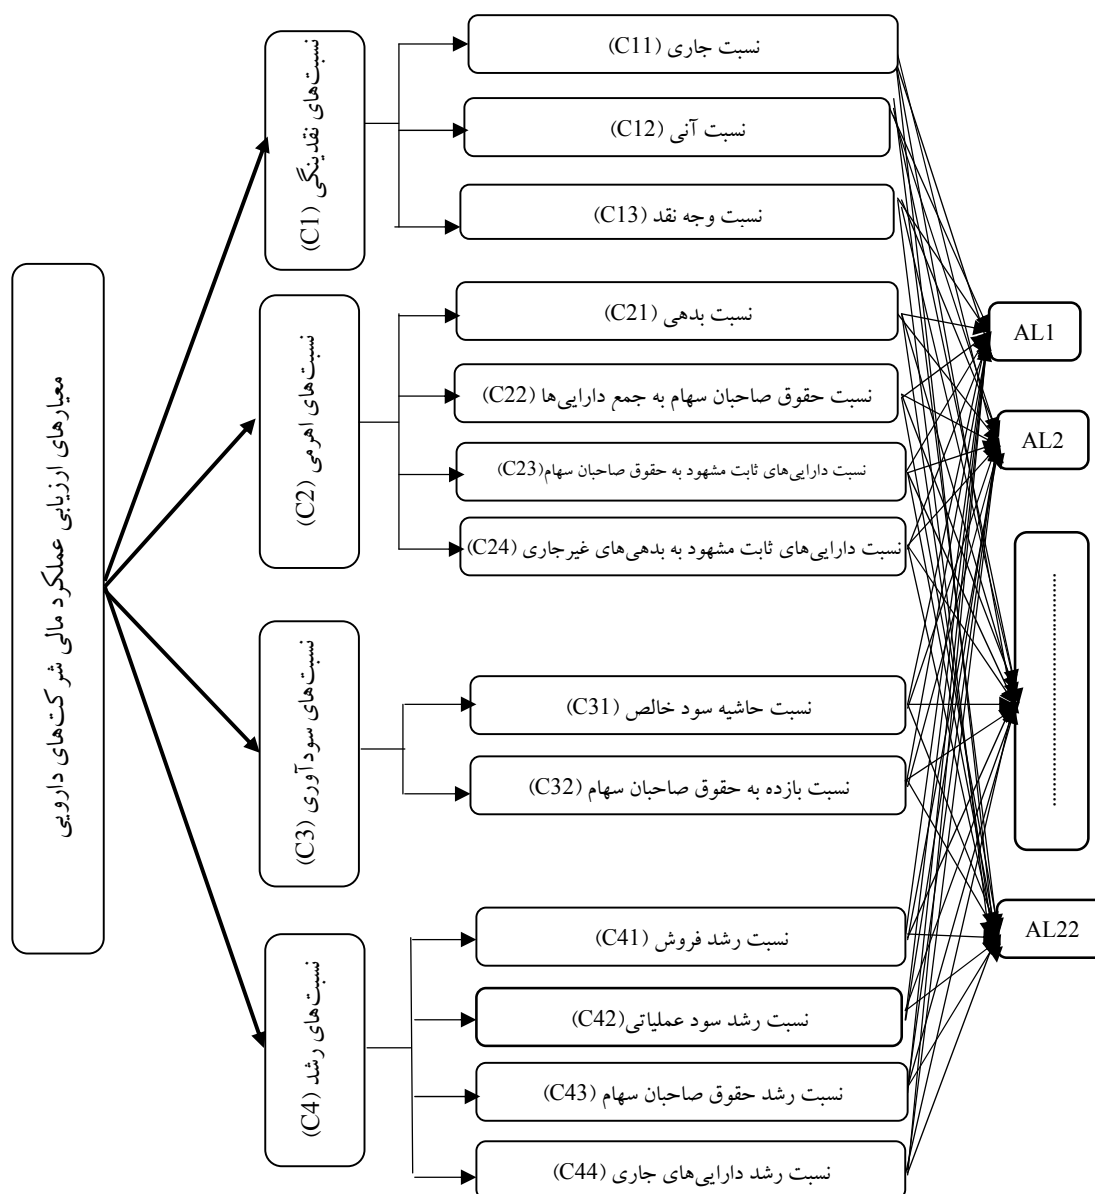 معیارهای ارزیابی عملکرد مالی شرکت‌های دارویی
نسبت‌های نقدینگی (C1)
نسبت جاری (C11)
نسبت آنی (C12)
نسبت وجه نقد (C13)
نسبت‌های اهرمی (C2)
نسبت بدهی (C21)
نسبت حقوق صاحبان سهام به جمع دارایی‌ها (C22)
نسبت دارایی‌های ثابت مشهود به حقوق صاحبان سهام(C23)
نسبت دارایی‌های ثابت مشهود به بدهی‌های غیرجاری (C24)
نسبت‌های سودآوری (C3)
نسبت حاشیه سود خالص (C31)
نسبت بازده به حقوق صاحبان سهام (C32)
نسبت‌های رشد (C4)
نسبت رشد فروش (C41)
نسبت رشد سود عملیاتی(C42)
نسبت رشد حقوق صاحبان سهام (C43)
نسبت رشد دارایی‌های جاری (C44)
AL1
AL2
................................................
AL22